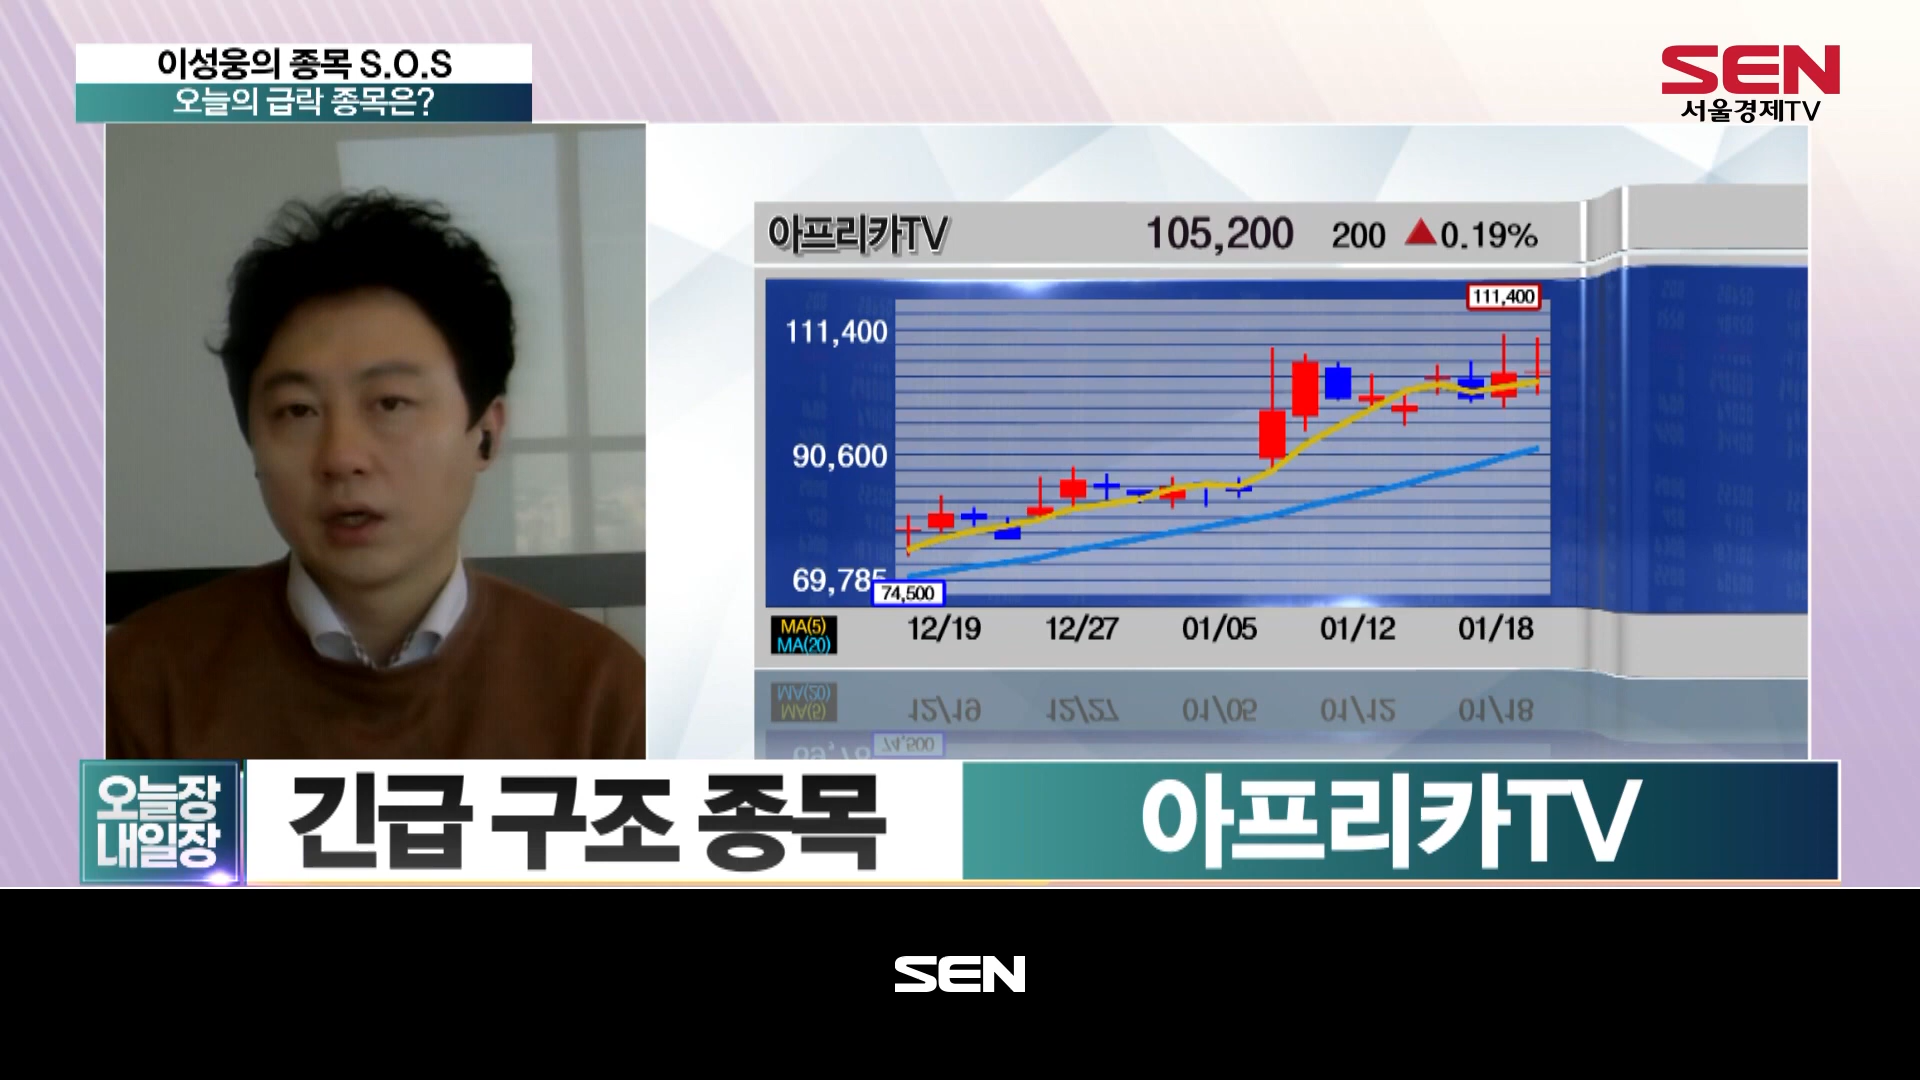 이성웅의 종목 S.O.S
오늘의 급락 종목은?
SEN
서울경제TV
아프리카TV 105,200 200 ▲0.19%
111,400
111,400
90,600
69,785
74,500
MA(5)
MA(20)
12/19 12/27 01/05 01/12 01/18
오늘장
내일장
긴급 구조 종목 아프리카TV
SEN